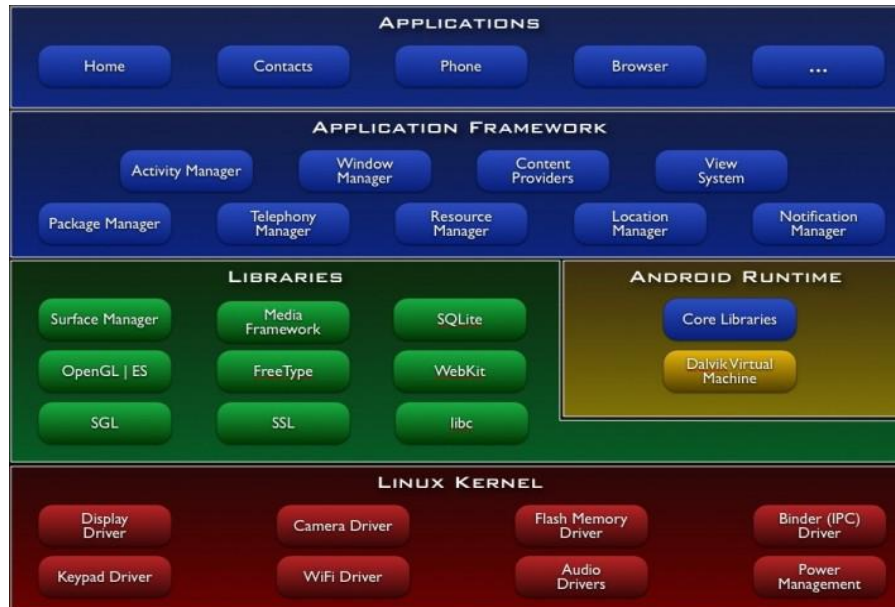 APPLICATIONS
Home
Contacts
Phone
Browser
...
APPLICATION FRAMEWORK
Activity Manager
Window
Manager
Content
Providers
View
System
Package Manager
Telephony
Manager
Resource
Manager
Location
Manager
Notification
Manager
LIBRARIES
Surface Manager
Media
Framework
SQLite
OpenGL | ES
FreeType
WebKit
SGL
SSL
libc
ANDROID RUNTIME
Core Libraries
Dalvik Virtual
Machine
LINUX KERNEL
Display
Driver
Camera Driver
Flash Memory
Driver
Binder (IPC)
Driver
Keypad Driver
WiFi Driver
Audio
Drivers
Power
Management